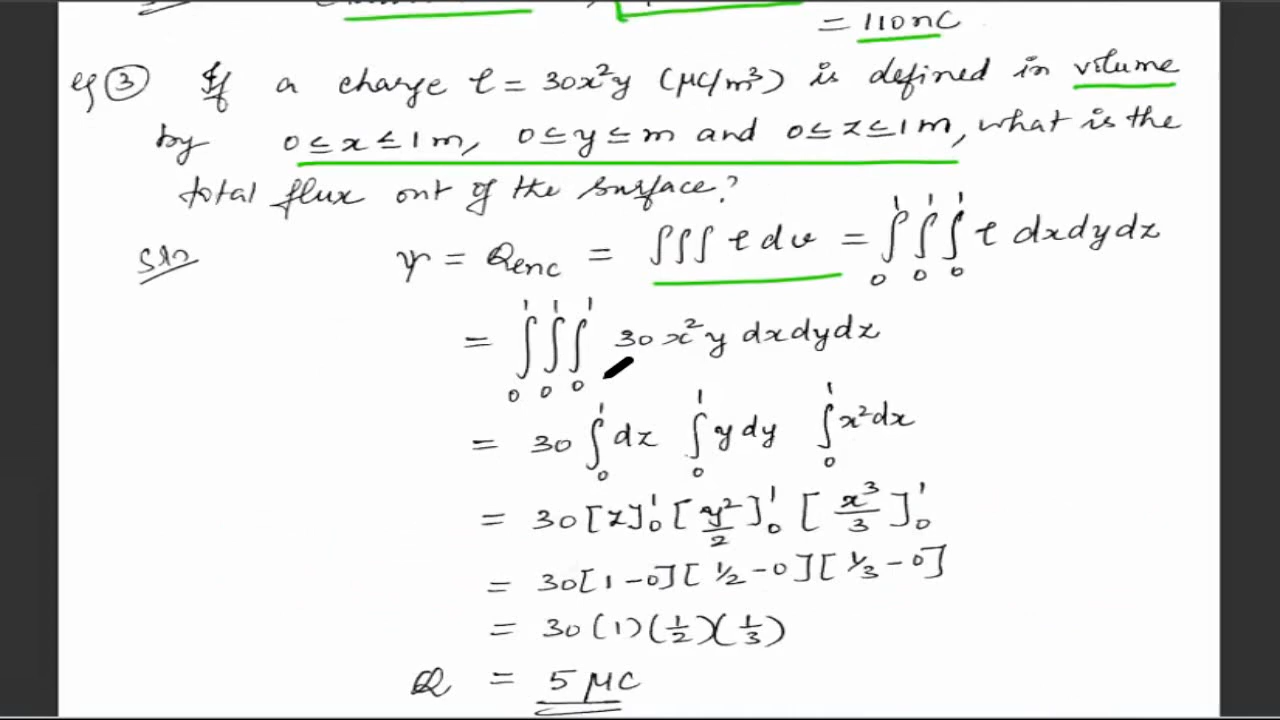 = 110nC
eg ③ If a charge ρ = 30x²y (μC/m³) is defined in volume
by 0 ≤ x ≤ 1 m, 0 ≤ y ≤ m and 0 ≤ z ≤ 1 m, what is the
total flux out of the surface?
Sln ψ = Qenc = ∫∫∫ ρ dv = ∫₀¹ ∫₀¹ ∫₀¹ ρ dxdydz
= ∫₀¹ ∫₀¹ ∫₀¹ 30x²y dxdydz
= 30 ∫₀¹ dz ∫₀¹ y dy ∫₀¹ x² dx
= 30 [z]₀¹ [y²/2]₀¹ [x³/3]₀¹
= 30[1-0][1/2-0][1/3-0]
= 30 (1)(1/2)(1/3)
Q = 5 μC